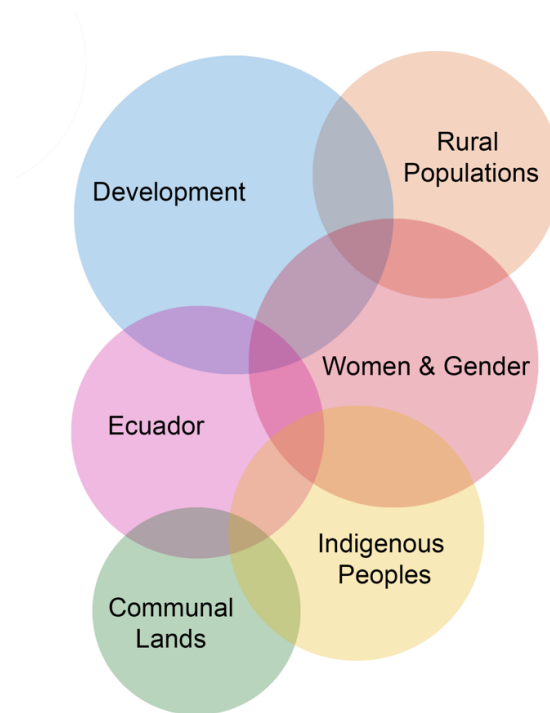 Rural
Populations
Development
Women & Gender
Ecuador
Indigenous
Peoples
Communal
Lands